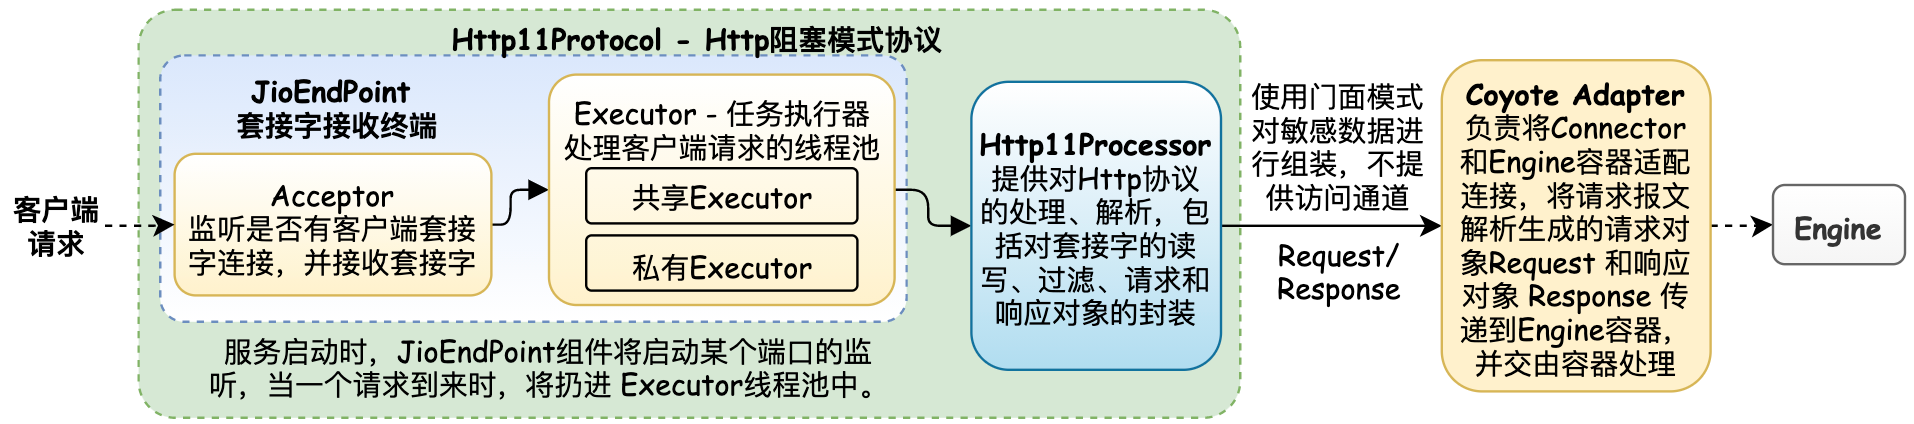 Http11Protocol - Http阻塞模式协议
客户端
请求
JioEndPoint
套接字接收终端
Acceptor
监听是否有客户端套接
字连接，并接收套接字
Executor - 任务执行器
处理客户端请求的线程池
共享Executor
私有Executor
服务启动时，JioEndPoint组件将启动某个端口的监
听，当一个请求到来时，将扔进 Executor线程池中。
Http11Processor
提供对Http协议
的处理、解析，包
括对套接字的读
写、过滤、请求和
响应对象的封装
使用门面模式
对敏感数据进
行组装，不提
供访问通道
Request/
Response
Coyote Adapter
负责将Connector
和Engine容器适配
连接，将请求报文
解析生成的请求对
象Request 和响应
对象 Response 传
递到Engine容器，
并交由容器处理
Engine